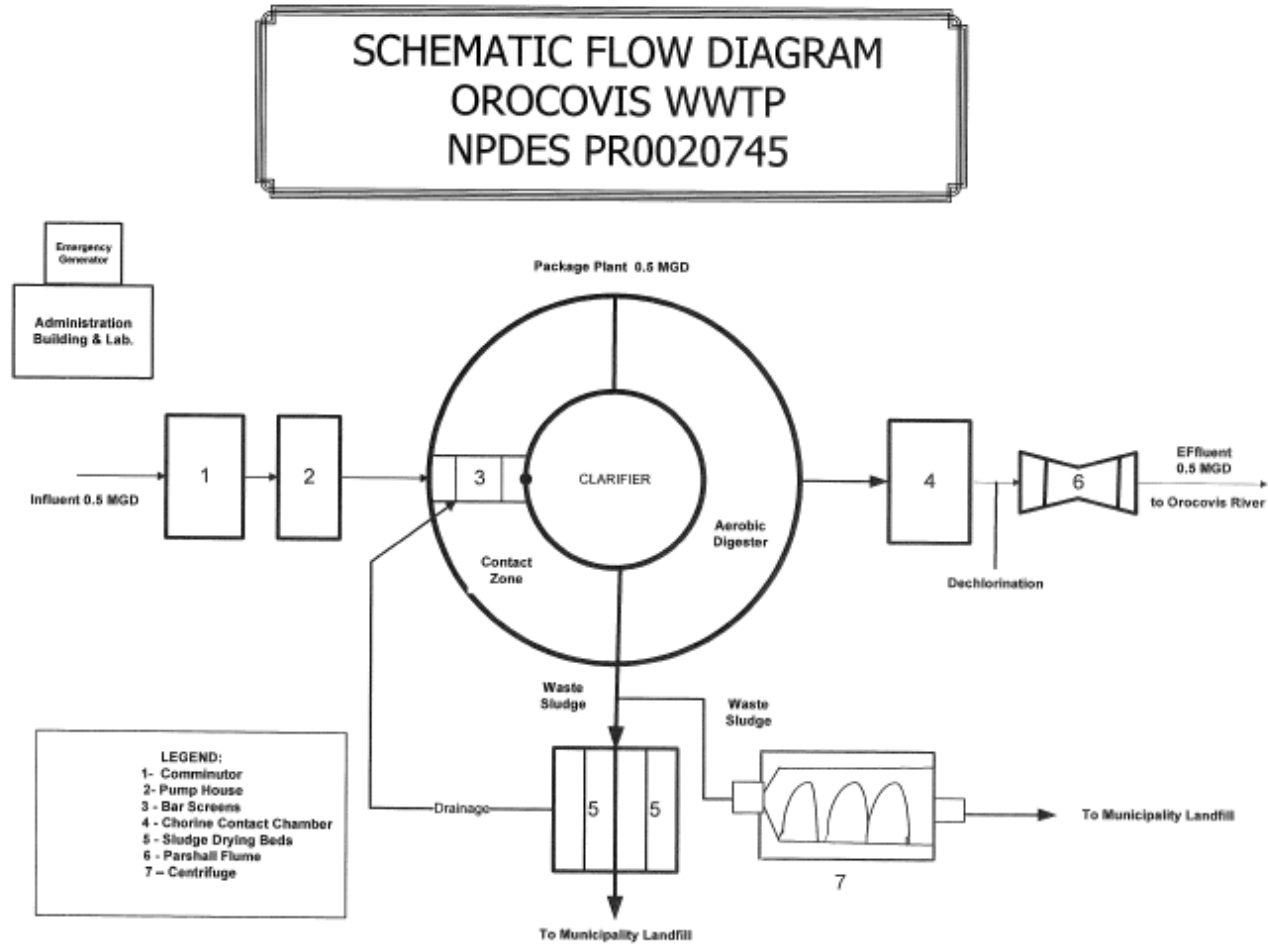 SCHEMATIC FLOW DIAGRAM
OROCOVIS WWTP
NPDES PR0020745
Emergency
Generator
Administration
Building & Lab.
Package Plant 0.5 MGD
Influent 0.5 MGD
1
2
3
CLARIFIER
Contact
Zone
Aerobic
Digester
4
Dechlorination
6
EFfluent
0.5 MGD
to Orocovis River
Waste
Sludge
Waste
Sludge
Drainage
5
5
To Municipality Landfill
7
To Municipality Landfill
LEGEND:
1- Comminutor
2- Pump House
3 - Bar Screens
4 - Chorine Contact Chamber
5 - Sludge Drying Beds
6 - Parshall Flume
7 – Centrifuge